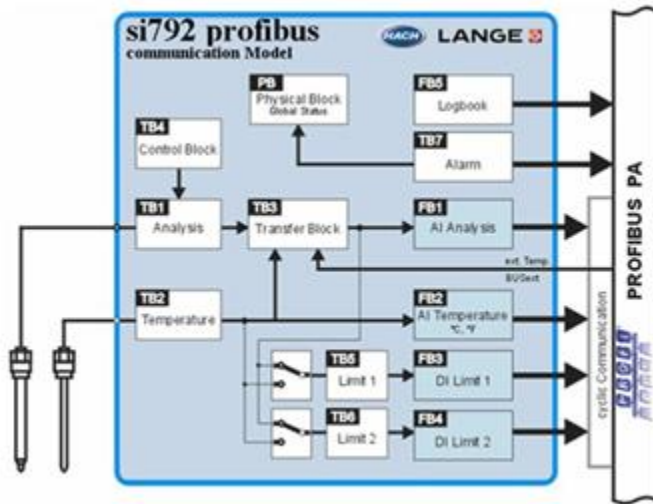 si792 profibus
communication Model
HACH LANGE
PB
Physical Block
Global Status
FB5
Logbook
TB4
Control Block
TB7
Alarm
TB1
Analysis
TB3
Transfer Block
FB1
AI Analysis
ext. Temp
BUSext
TB2
Temperature
FB2
AI Temperature
°C, °F
TB5
Limit 1
FB3
DI Limit 1
TB6
Limit 2
FB4
DI Limit 2
cyclic Communication
PROFIBUS PA